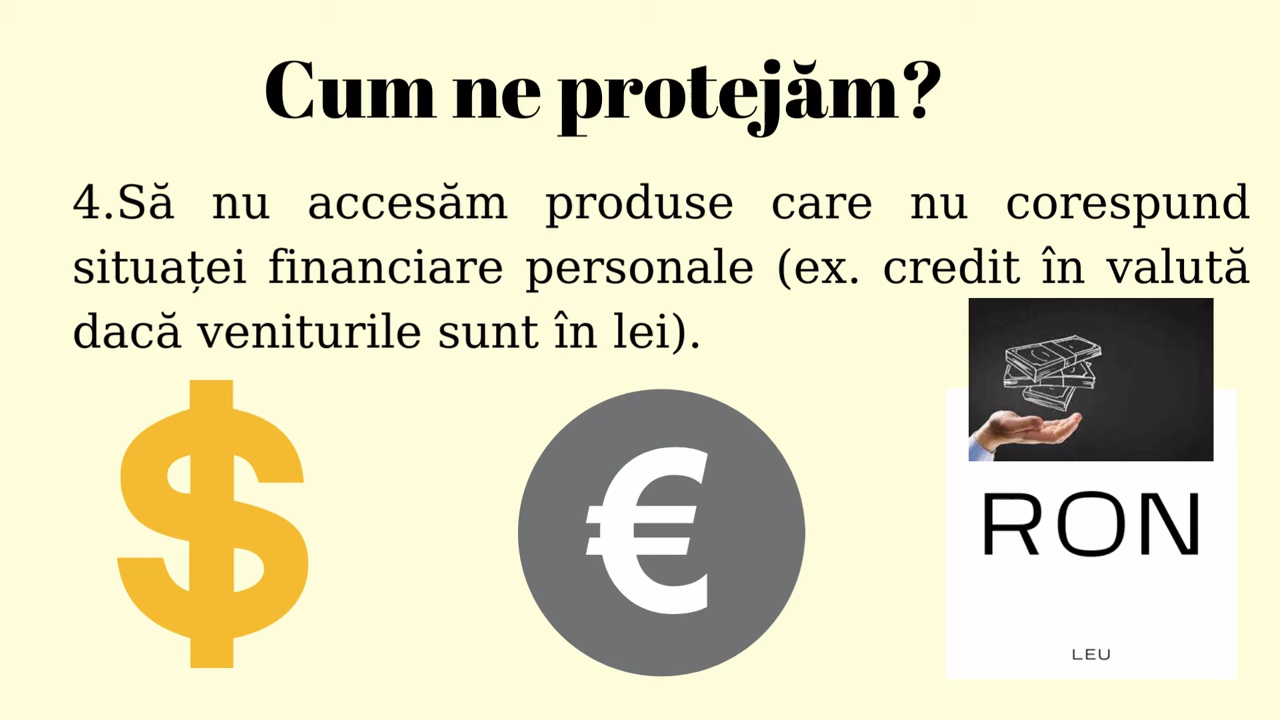 Cum ne protejăm?
4.Să nu accesăm produse care nu corespund
situaței financiare personale (ex. credit în valută
dacă veniturile sunt în lei).
$
€
RON
LEU